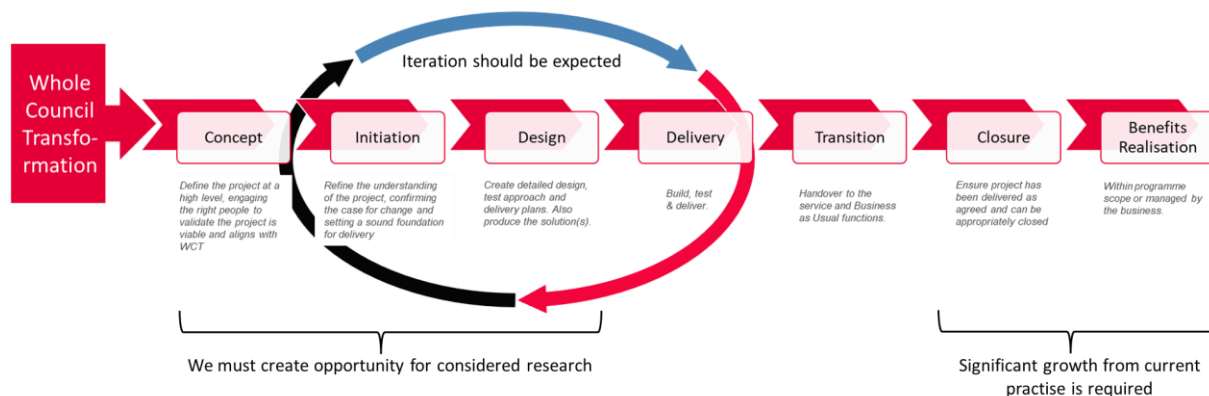 Whole
Council
Transfo-
rmation
Iteration should be expected
Concept
Initiation
Design
Delivery
Transition
Closure
Benefits
Realisation
Define the project at a
high level, engaging
the right people to
validate the project is
viable and aligns with
WCT
Refine the understanding
of the project, confirming
the case for change and
setting a sound foundation
for delivery
Create detailed design,
test approach and
delivery plans. Also
produce the solution(s).
Build, test
& deliver.
Handover to the
service and Business
as Usual functions.
Ensure project has
been delivered as
agreed and can be
appropriately closed
Within programme
scope or managed by
the business.
We must create opportunity for considered research
Significant growth from current
practise is required